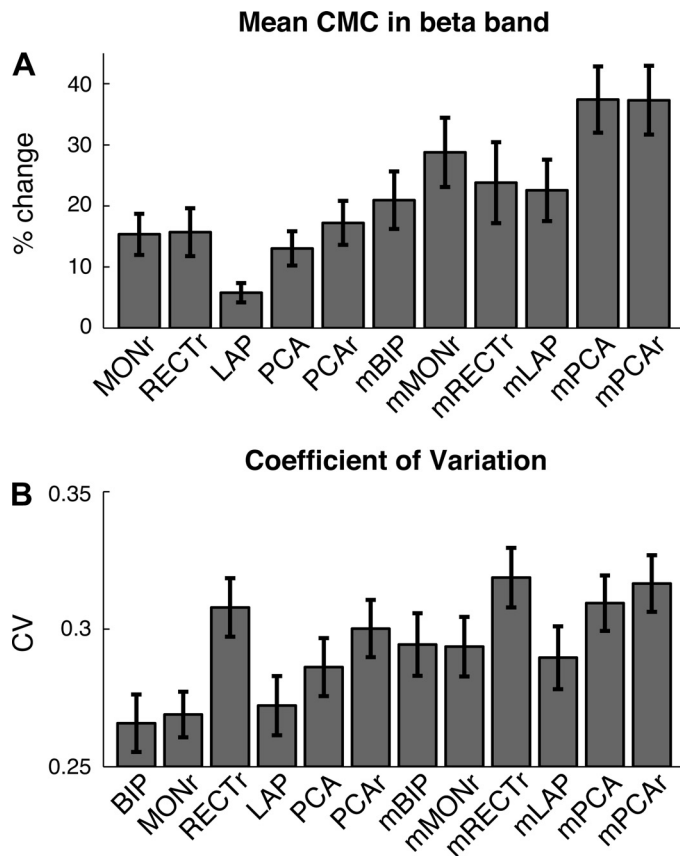 Mean CMC in beta band
A
40
30
20
10
0
% change
MONr
RECTr
LAP
PCA
PCAr
mBIP
mMONr
mRECTr
mLAP
mPCA
mPCAr
Coefficient of Variation
B
0.35
0.3
0.25
CV
BIP
MONr
RECTr
LAP
PCA
PCAr
mBIP
mMONr
mRECTr
mLAP
mPCA
mPCAr